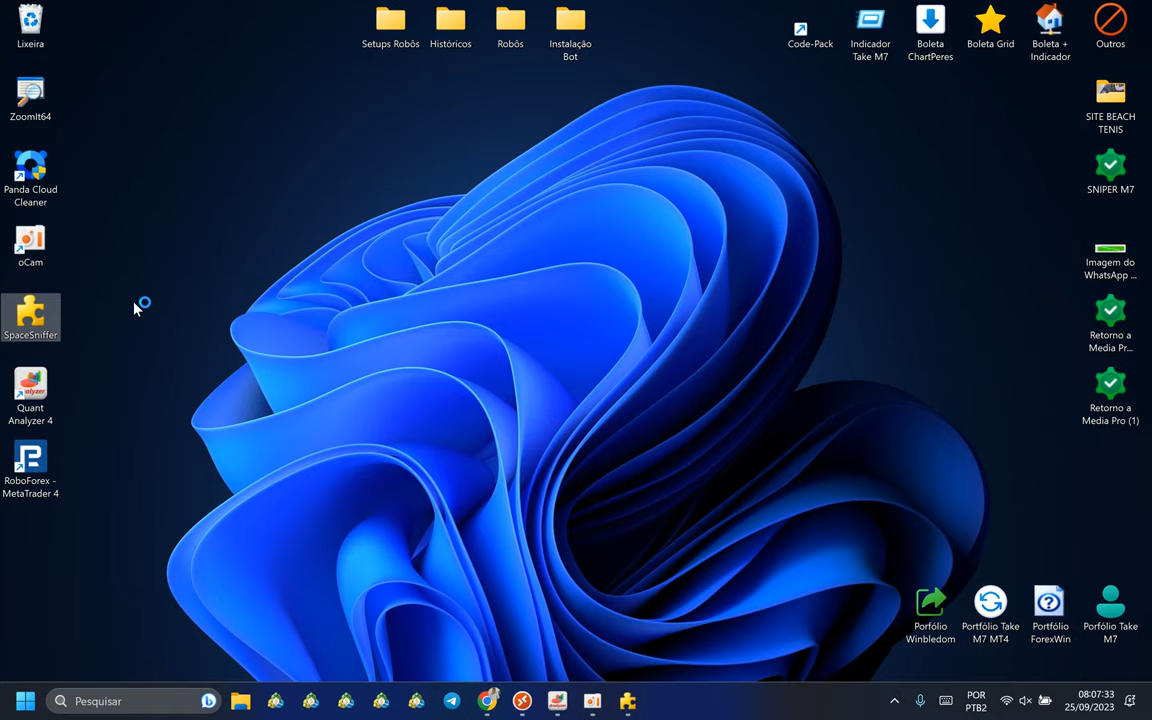 Lixeira
Setups Robôs
Históricos
Robôs
Instalação
Bot
Code-Pack
Indicador
Take M7
Boleta
ChartPeres
Boleta Grid
Boleta +
Indicador
Outros
ZoomIt64
SITE BEACH
TENIS
Panda Cloud
Cleaner
SNIPER M7
oCam
Imagem do
WhatsApp ...
SpaceSniffer
Retorno a
Media Pr...
Quant
Analyzer 4
Retorno a
Media Pro (1)
RoboForex -
MetaTrader 4
Porfólio
Winbledom
Portfólio Take
M7 MT4
Portfólio
ForexWin
Porfólio Take
M7
Pesquisar
POR
PTB2
08:07:33
25/09/2023